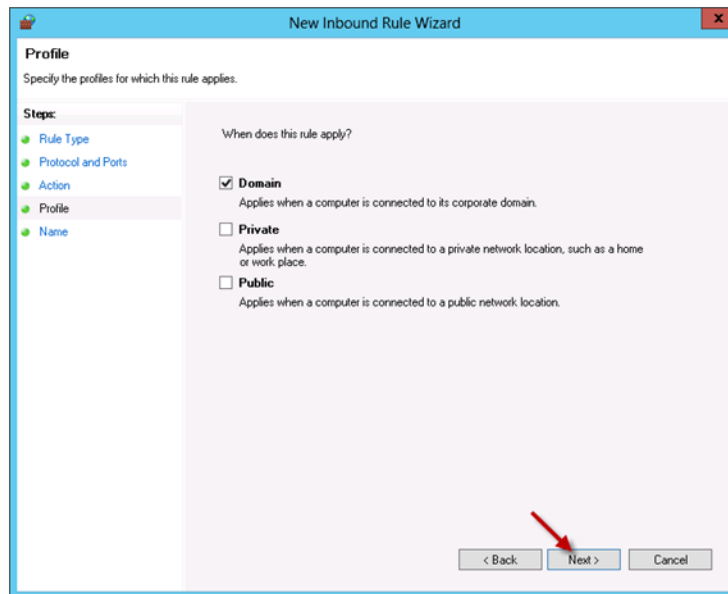 New Inbound Rule Wizard
x
Profile
Specify the profiles for which this rule applies.
Steps:
Rule Type
Protocol and Ports
Action
Profile
Name
When does this rule apply?
Domain
Applies when a computer is connected to its corporate domain.
Private
Applies when a computer is connected to a private network location, such as a home
or work place.
Public
Applies when a computer is connected to a public network location.
< Back
Next >
Cancel